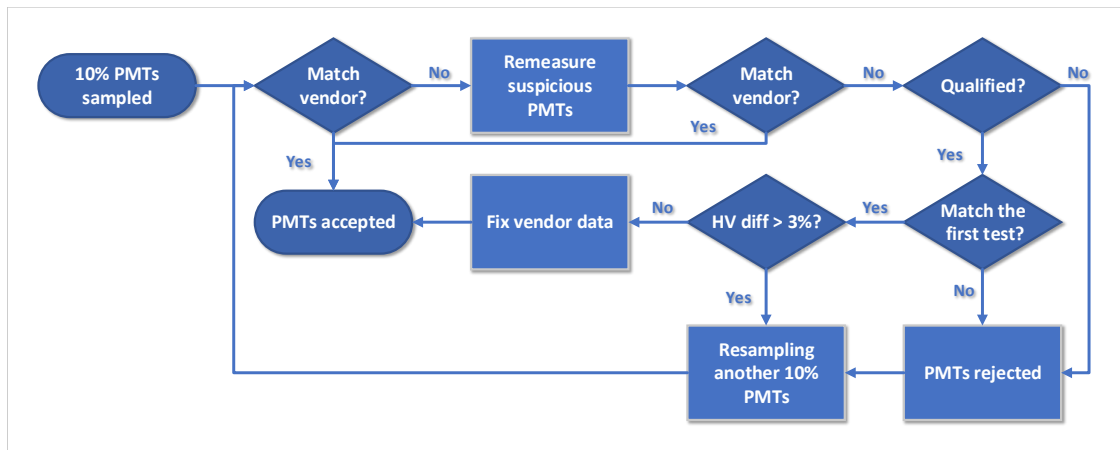 10% PMTs
sampled
Match
vendor?
No
Remeasure
suspicious
PMTs
Match
vendor?
No
Qualified?
No
Yes
Yes
Yes
PMTs accepted
Fix vendor data
No
HV diff > 3%?
Yes
Match the
first test?
Yes
No
Resampling
another 10%
PMTs
PMTs rejected